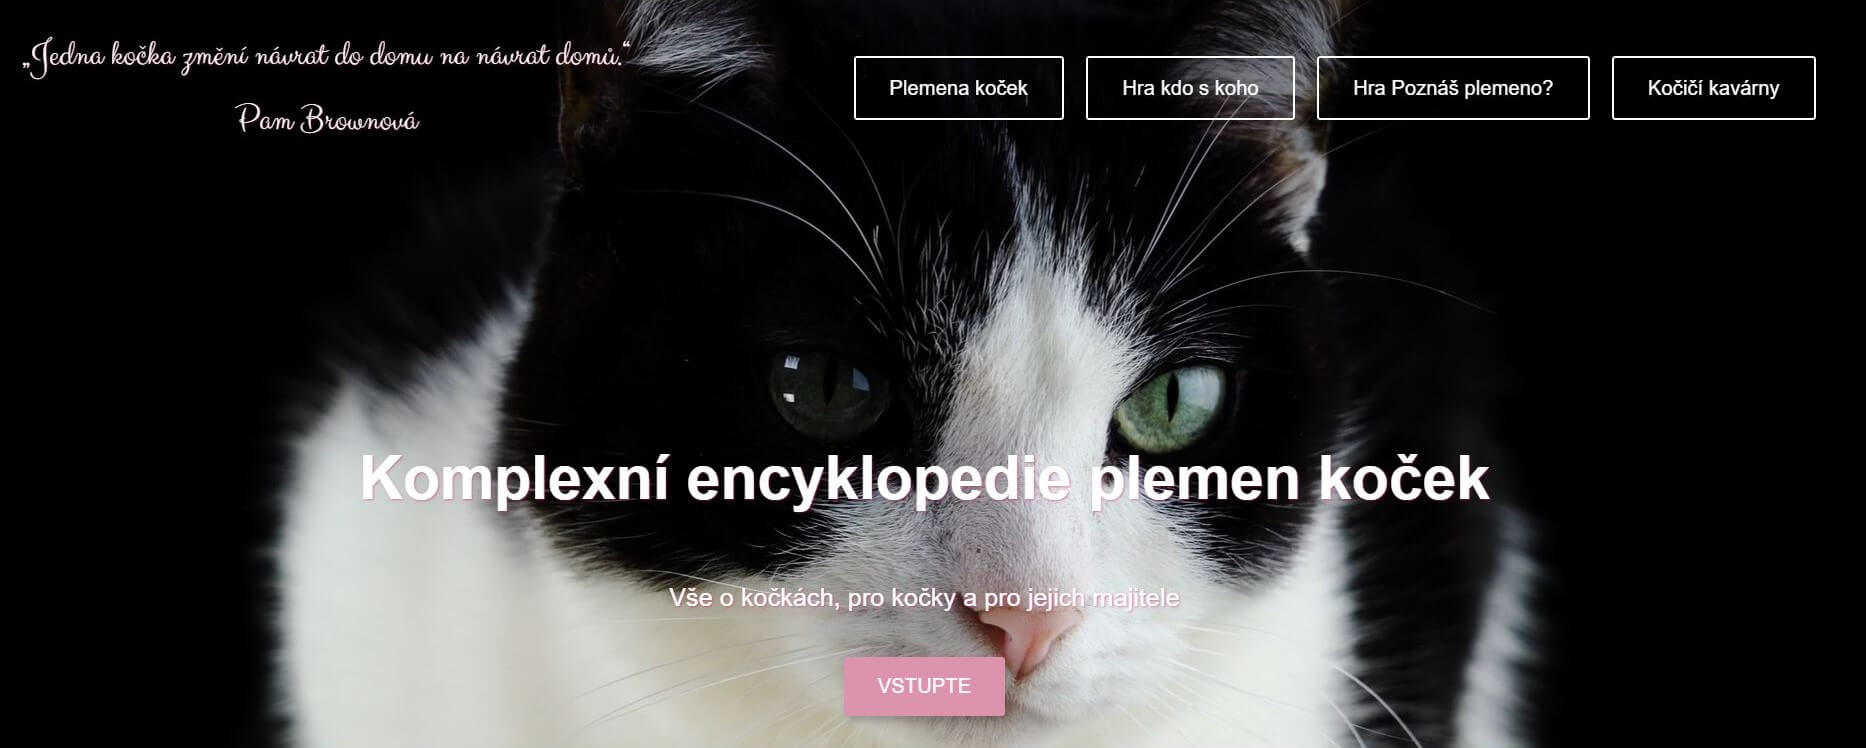 „Jedna kočka změní návrat do domu na návrat domů.“
Pam Brownová
Plemena koček
Hra kdo s koho
Hra Poznáš plemeno?
Kočičí kavárny
Komplexní encyklopedie plemen koček
Vše o kočkách, pro kočky a pro jejich majitele
VSTUPTE